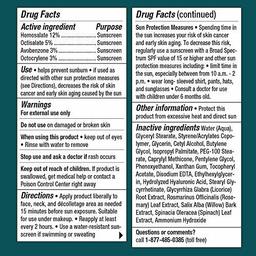 Drug Facts
Active ingredient Purpose
Homosalate 12% Sunscreen
Octisalate 5% Sunscreen
Avobenzone 3% Sunscreen
Octocrylene 3% Sunscreen
Use • helps prevent sunburn • if used as
directed with other sun protection measures
(see Directions), decreases the risk of skin
cancer and early skin aging caused by the sun
Warnings
For external use only
Do not use on damaged or broken skin
When using this product • keep out of eyes
• Rinse with water to remove
Stop use and ask a doctor if rash occurs
Keep out of reach of children. If product is
swallowed, get medical help or contact a
Poison Control Center right away
Directions • Apply product liberally to
face, neck, and décolletage area as needed
15 minutes before sun exposure. Suitable
for use under makeup. • Reapply at least
every 2 hours. • Use a water-resistant sun-
screen if swimming or sweating
Drug Facts (continued)
Sun Protection Measures • Spending time in
the sun increases your risk of skin cancer
and early skin aging. To decrease this risk,
regularly use a sunscreen with a Broad Spec-
trum SPF value of 15 or higher and other sun
protection measures including: • limit time in
the sun, especially between from 10 a.m. - 2
p.m. • wear long- sleeved shirt, pants, hats,
and sunglasses • Consult a doctor for use
with children under 6 months old.
Other information • Protect this
product from excessive heat and direct sun
Inactive ingredients Water (Aqua),
Glyceryl Stearate, Styrene/Acrylates Copo-
lymer, Glycerin, Cetyl Alcohol, Butylene
Glycol, Isopropyl Palmitate, PEG-100 Stea-
rate, Caprylyl Methicone, Pentylene Glycol,
Phenoxyethanol, Xanthan Gum, Tocopheryl
Acetate, Disodium EDTA, Ethylhexylglyc-
erin, Hydrolyzed Hyaluronic Acid, Stearyl Gly-
cyrrhetinate, Glycyrrhiza Glabra (Licorice)
Root Extract, Rosmarinus Officinalis (Rose-
mary) Leaf Extract, Salix Alba (Willow) Bark
Extract, Spinacia Oleracea (Spinach) Leaf
Extract, Ammonium Hydroxide
Questions or comments?
call 1-877-485-0385 (toll free)